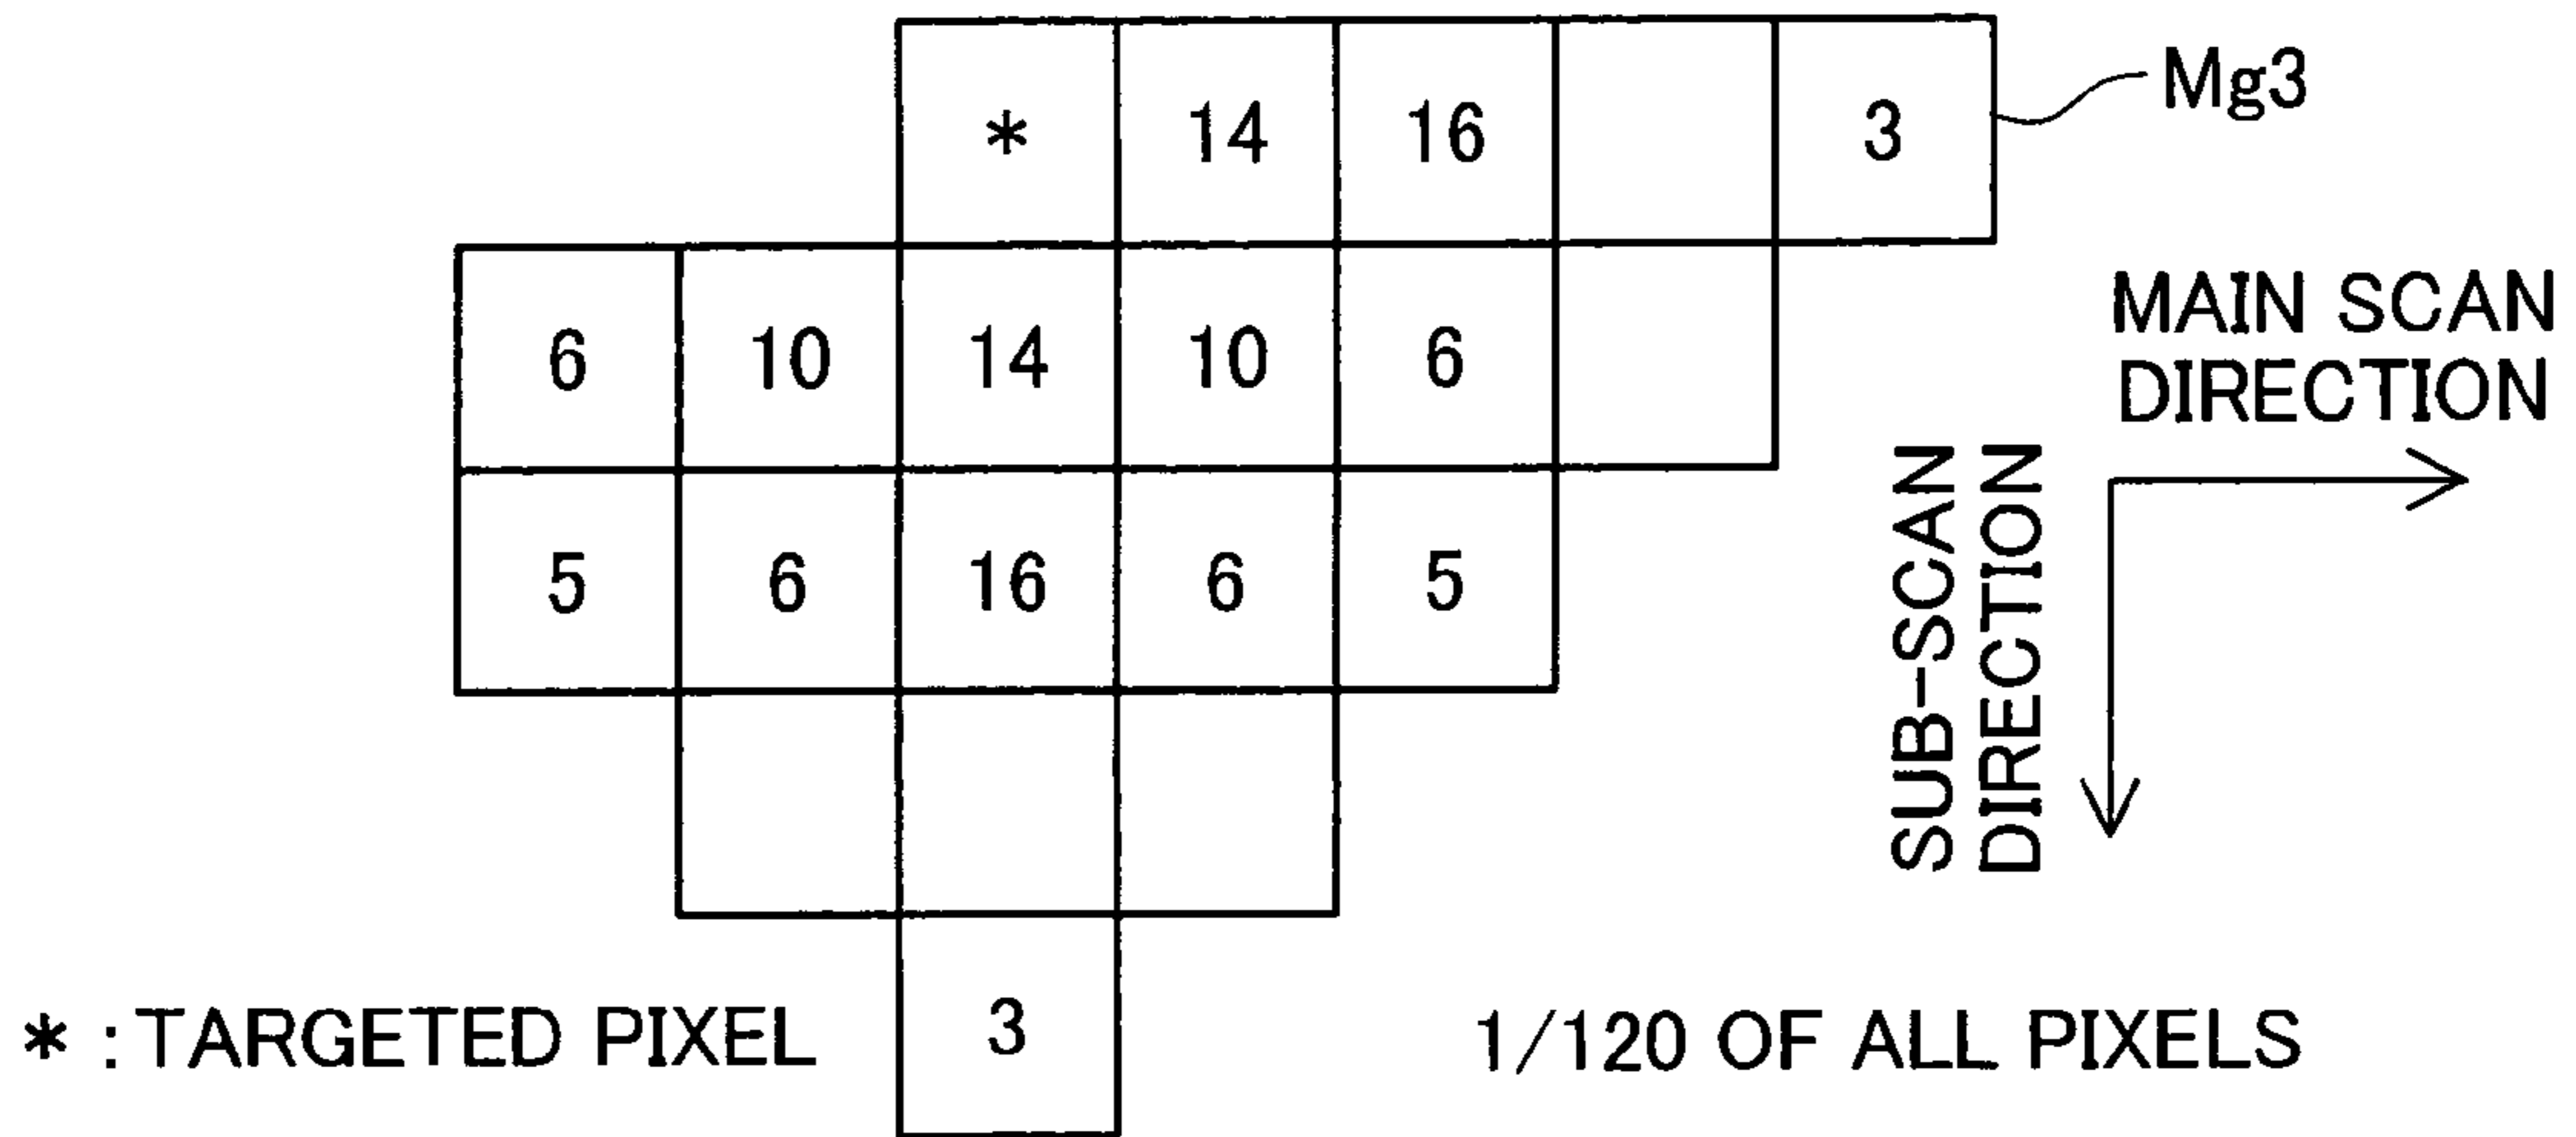 * 14 16 3 Mg3
6 10 14 10 6
5 6 16 6 5
3
MAIN SCAN
DIRECTION
SUB-SCAN
DIRECTION
* : TARGETED PIXEL
1/120 OF ALL PIXELS